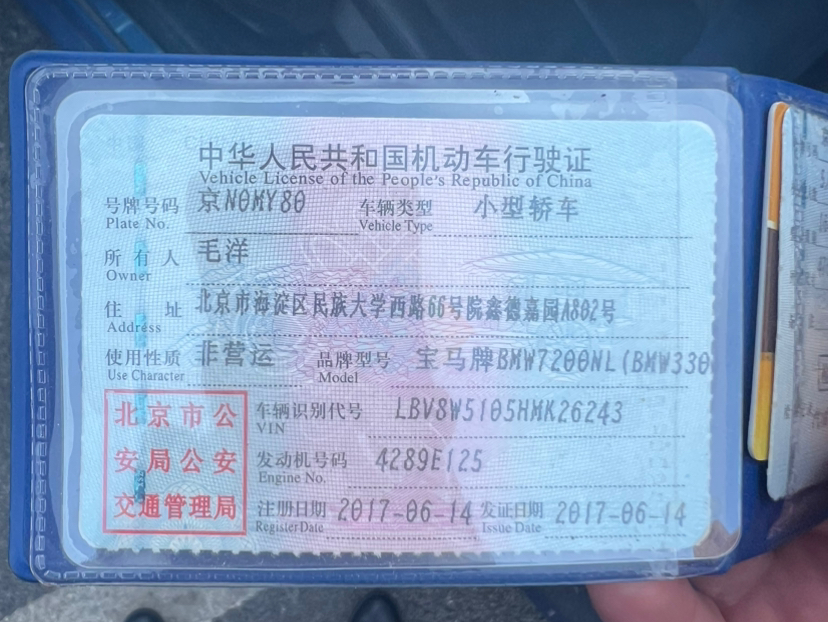 中华人民共和国机动车行驶证
Vehicle License of the People's Republic of China
号牌号码 京N0MY80 车辆类型 小型轿车
Plate No. Vehicle Type
所有人 毛洋
Owner
住址 北京市海淀区民族大学西路66号院鑫德嘉园A802号
Address
使用性质 非营运 品牌型号 宝马牌BMW7200NL(BMW330
Use Character Model
北京市公 车辆识别代号 LBV8W5105HMK26243
VIN
安局公安 发动机号码 4289E125
Engine No.
交通管理局 注册日期 2017-06-14 发证日期 2017-06-14
Register Date Issue Date